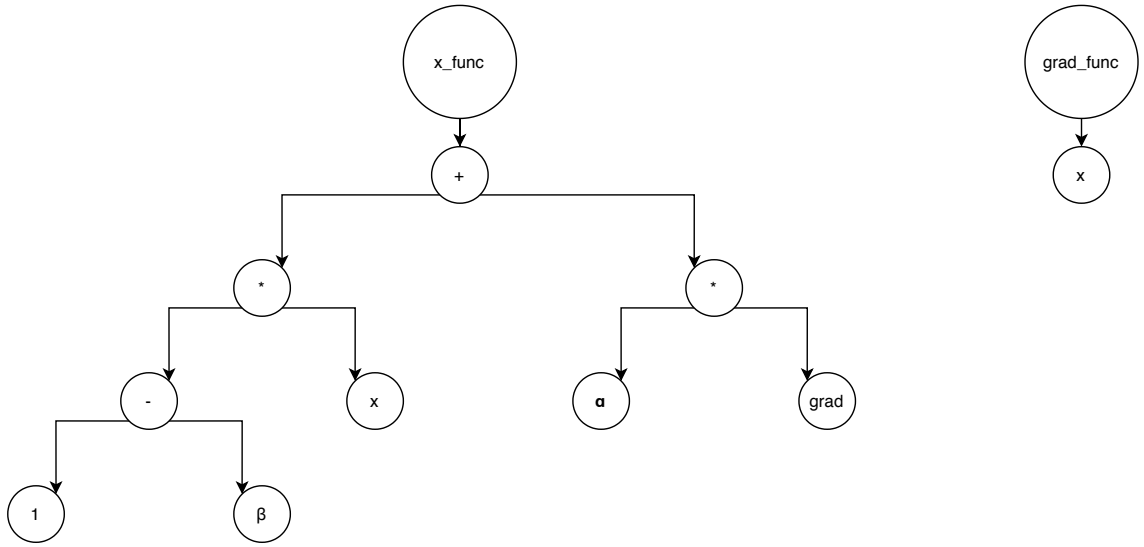 x_func
grad_func
+
x
*
*
-
x
α
grad
1
β